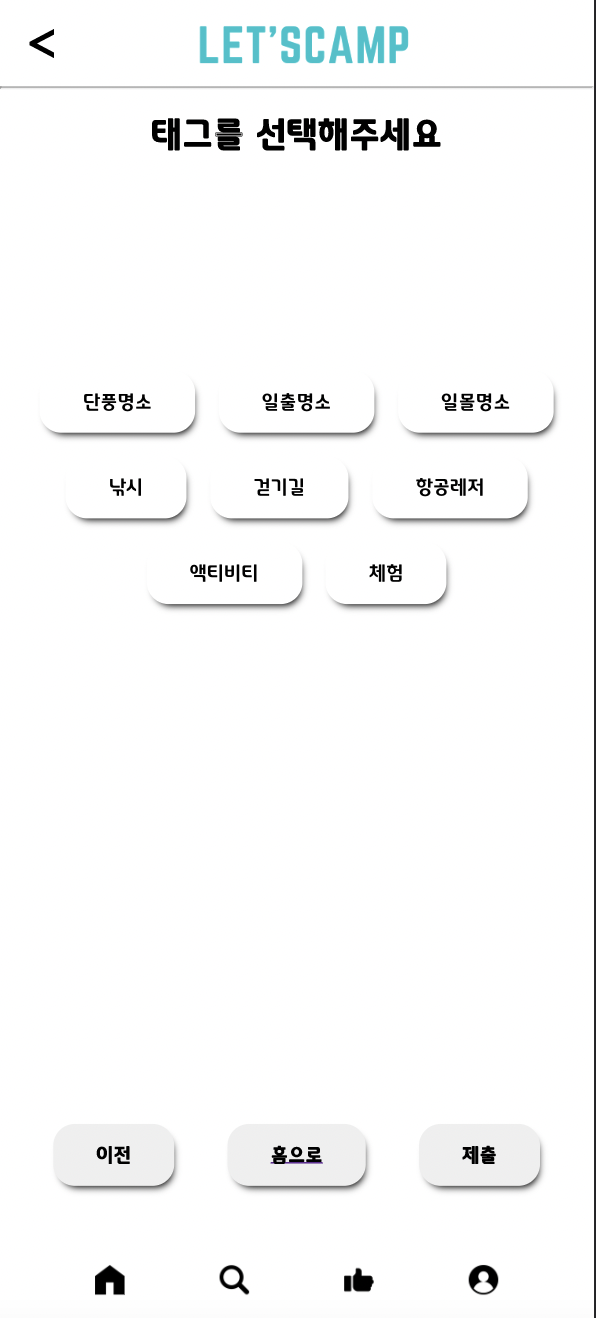 <
LET'SCAMP
태그를 선택해주세요
단풍명소 일출명소 일몰명소
낚시 걷기길 항공레저
액티비티 체험
이전 홈으로 제출